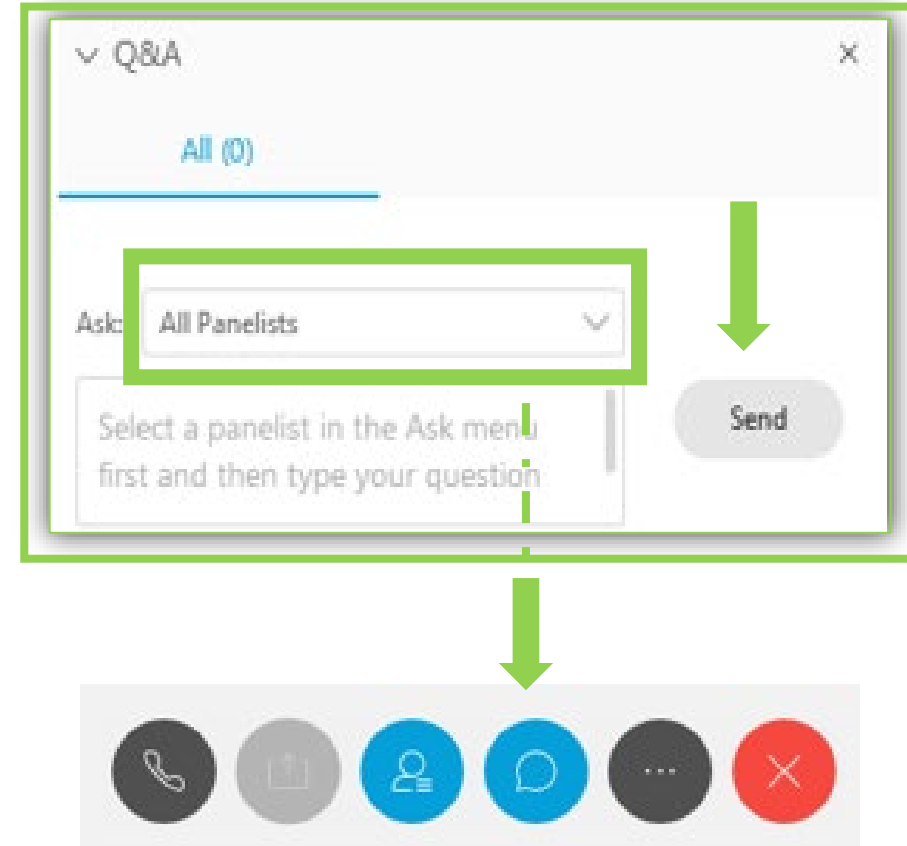 Q&A
All (0)
Ask: All Panelists
Select a panelist in the Ask menu
first and then type your question
Send